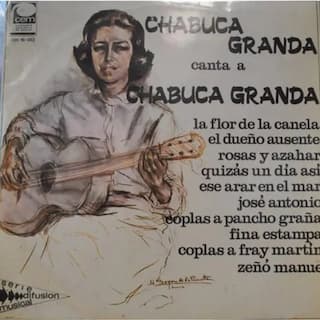 cem
CHABUCA
GRANDA
canta a
CHABUCA GRANDA
la flor de la canela
el dueño ausente
rosas y azahar
quizás un día así
ese arar en el mar
josé antonio
coplas a pancho graña
fina estampa
coplas a fray martín
zeñó manue
serie
difusion
musical